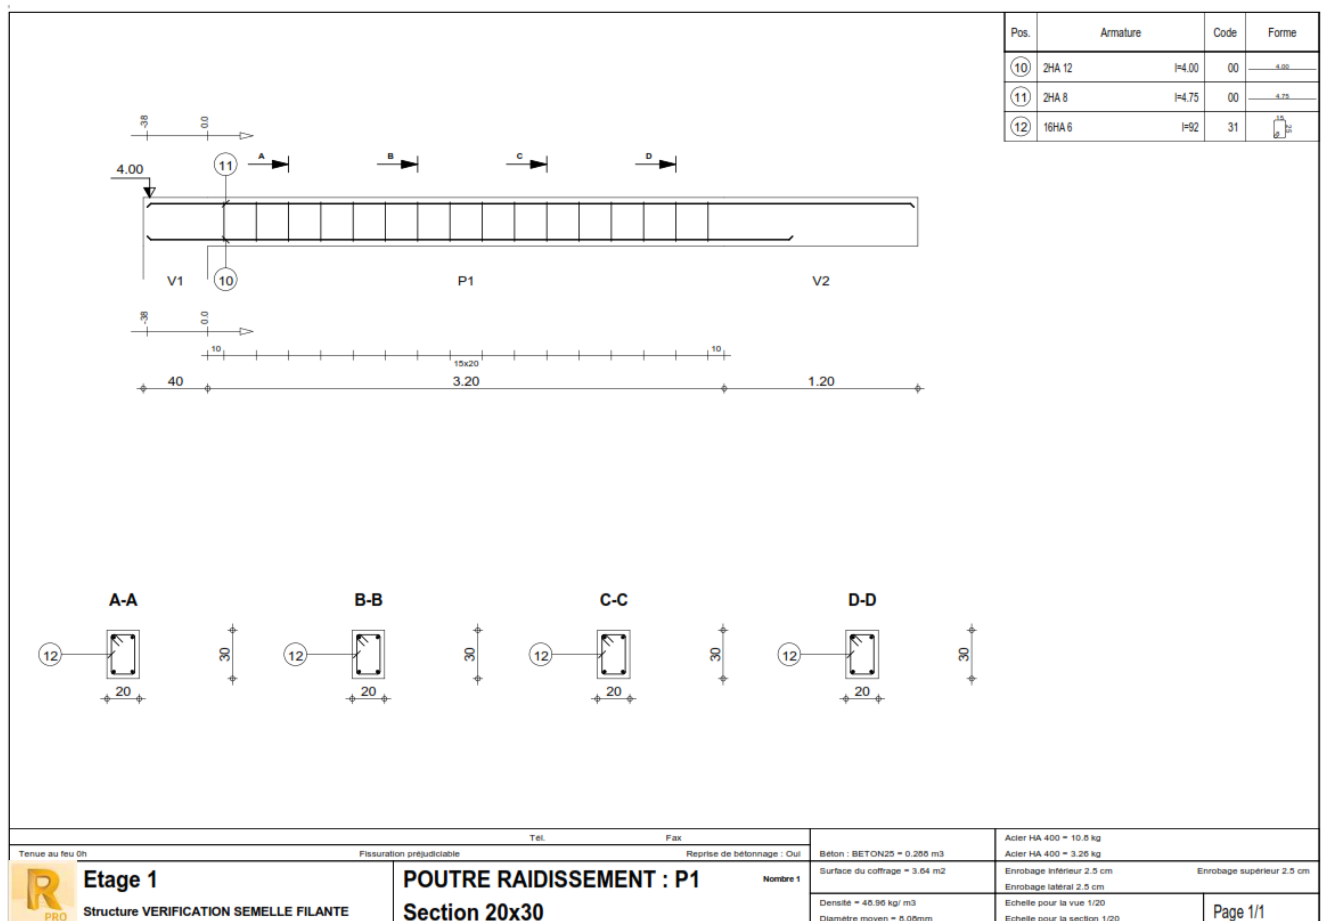 Pos. Armature Code Forme
10 2HA 12 l=4.00 00 4.00
11 2HA 8 l=4.75 00 4.75
12 16HA 6 l=92 31 15
-38 0.0
A B C D
11
4.00
V1 10 P1 V2
-38 0.0
10 15x20 10
40 3.20 1.20
A-A B-B C-C D-D
12 30 12 30 12 30 12 30
20 20 20 20
Tél. Fax
Tenue au feu 0h Fissuration préjudiciable Reprise de bétonnage : Oui
Béton : BETON25 = 0.288 m3
Surface du coffrage = 3.64 m2
Densité = 48.96 kg/ m3
Diamètre moyen = 8.08mm
Acier HA 400 = 10.8 kg
Acier HA 400 = 3.26 kg
Enrobage inférieur 2.5 cm Enrobage supérieur 2.5 cm
Enrobage latéral 2.5 cm
Echelle pour la vue 1/20
Echelle pour la section 1/20
Page 1/1
R
PRO
Etage 1
Structure VERIFICATION SEMELLE FILANTE
POUTRE RAIDISSEMENT : P1 Nombre 1
Section 20x30